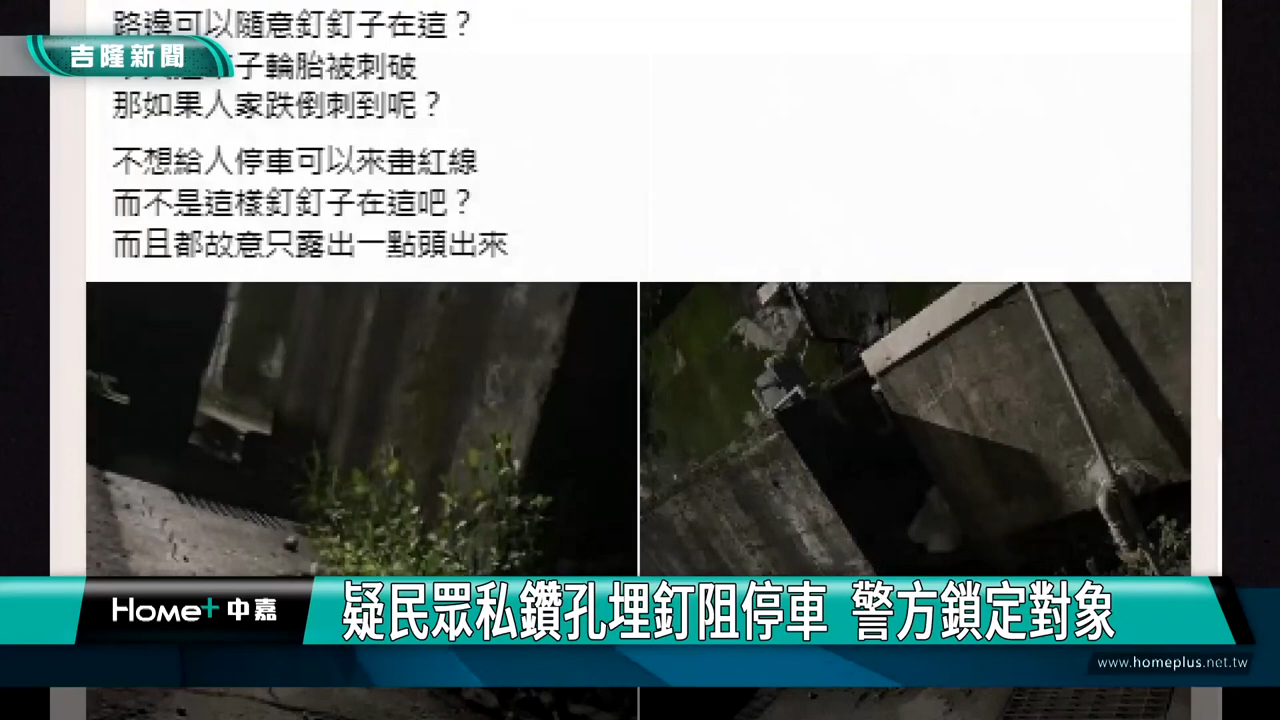 路邊可以隨意釘釘子在這？
吉隆新聞
子輪胎被刺破
那如果人家跌倒刺到呢？
不想給人停車可以來畫紅線
而不是這樣釘釘子在這吧？
而且都故意只露出一點頭出來
Home+中嘉
疑民眾私鑽孔埋釘阻停車 警方鎖定對象
www.homeplus.net.tw